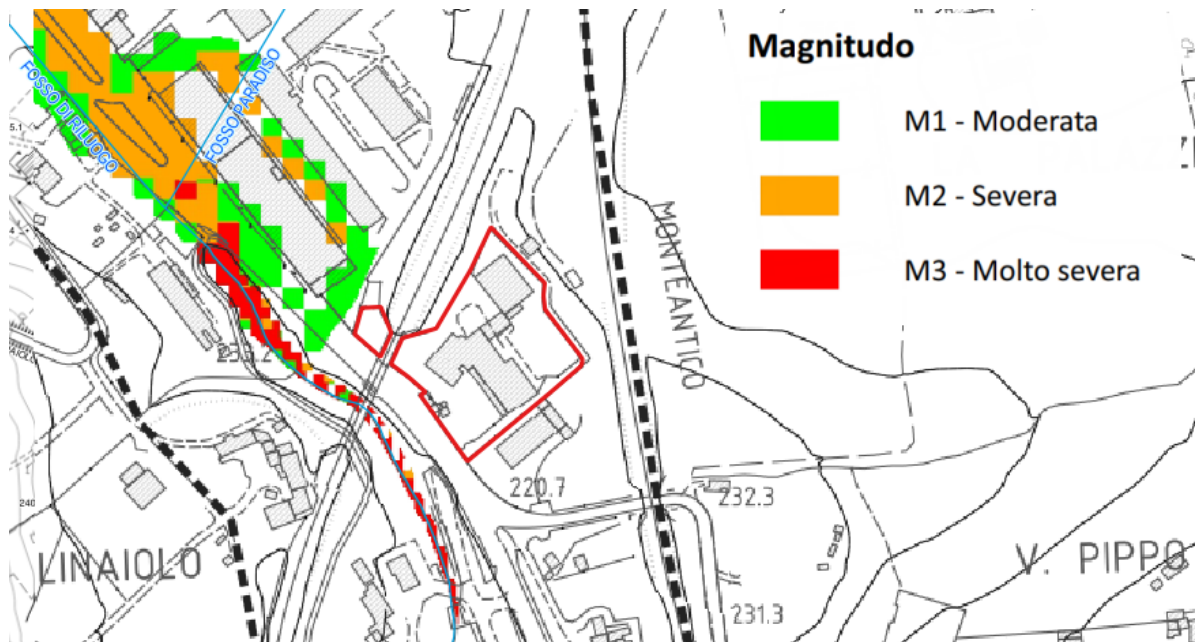 Magnitudo
M1 - Moderata
M2 - Severa
M3 - Molto severa
FOSSO DI RILUOGO
FOSSO PARADISO
MONTEANTICO
220.7
232.3
231.3
240
LINAIOLO
V. PIPPO